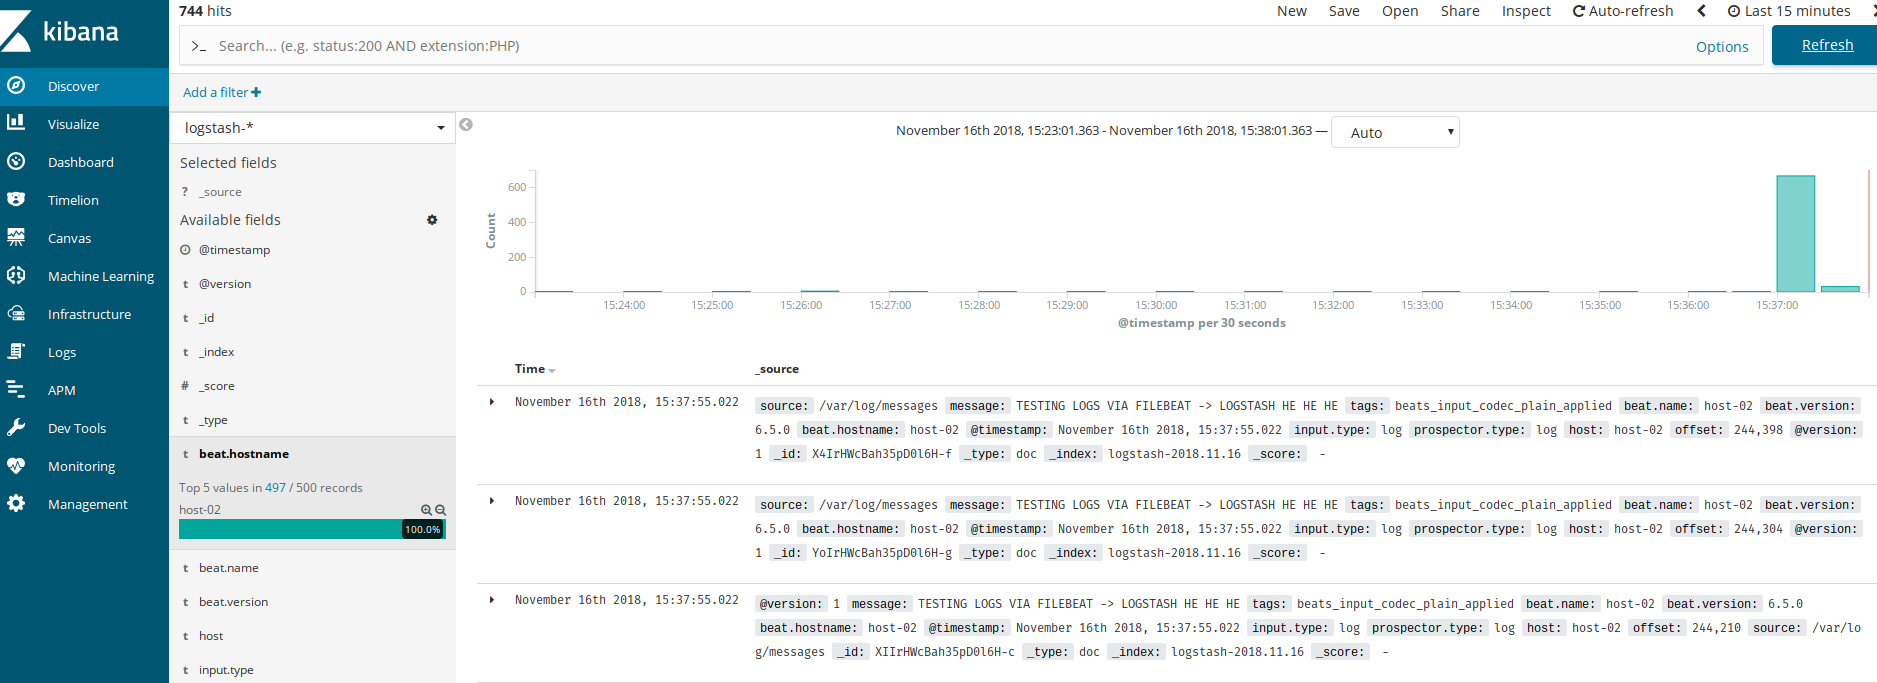 kibana
Discover
Visualize
Dashboard
Timelion
Canvas
Machine Learning
Infrastructure
Logs
APM
Dev Tools
Monitoring
Management
744 hits
New Save Open Share Inspect Auto-refresh Last 15 minutes
>_ Search... (e.g. status:200 AND extension:PHP) Options Refresh
Add a filter +
logstash-*
Selected fields
? _source
Available fields
@timestamp
t @version
t _id
t _index
# _score
t _type
t beat.hostname
Top 5 values in 497 / 500 records
host-02
100.0%
t beat.name
t beat.version
t host
t input.type
November 16th 2018, 15:23:01.363 - November 16th 2018, 15:38:01.363 — Auto
Count
600
400
200
0
15:24:00 15:25:00 15:26:00 15:27:00 15:28:00 15:29:00 15:30:00 15:31:00 15:32:00 15:33:00 15:34:00 15:35:00 15:36:00 15:37:00
@timestamp per 30 seconds
Time _source
November 16th 2018, 15:37:55.022 source: /var/log/messages message: TESTING LOGS VIA FILEBEAT -> LOGSTASH HE HE HE tags: beats_input_codec_plain_applied beat.name: host-02 beat.version:
6.5.0 beat.hostname: host-02 @timestamp: November 16th 2018, 15:37:55.022 input.type: log prospector.type: log host: host-02 offset: 244,398 @version:
1 _id: X4IrHWcBah35pD0l6H-f _type: doc _index: logstash-2018.11.16 _score: -
November 16th 2018, 15:37:55.022 source: /var/log/messages message: TESTING LOGS VIA FILEBEAT -> LOGSTASH HE HE HE tags: beats_input_codec_plain_applied beat.name: host-02 beat.version:
6.5.0 beat.hostname: host-02 @timestamp: November 16th 2018, 15:37:55.022 input.type: log prospector.type: log host: host-02 offset: 244,304 @version:
1 _id: YoIrHWcBah35pD0l6H-g _type: doc _index: logstash-2018.11.16 _score: -
November 16th 2018, 15:37:55.022 @version: 1 message: TESTING LOGS VIA FILEBEAT -> LOGSTASH HE HE HE tags: beats_input_codec_plain_applied beat.name: host-02 beat.version: 6.5.0
beat.hostname: host-02 @timestamp: November 16th 2018, 15:37:55.022 input.type: log prospector.type: log host: host-02 offset: 244,210 source: /var/lo
g/messages _id: XIIrHWcBah35pD0l6H-c _type: doc _index: logstash-2018.11.16 _score: -